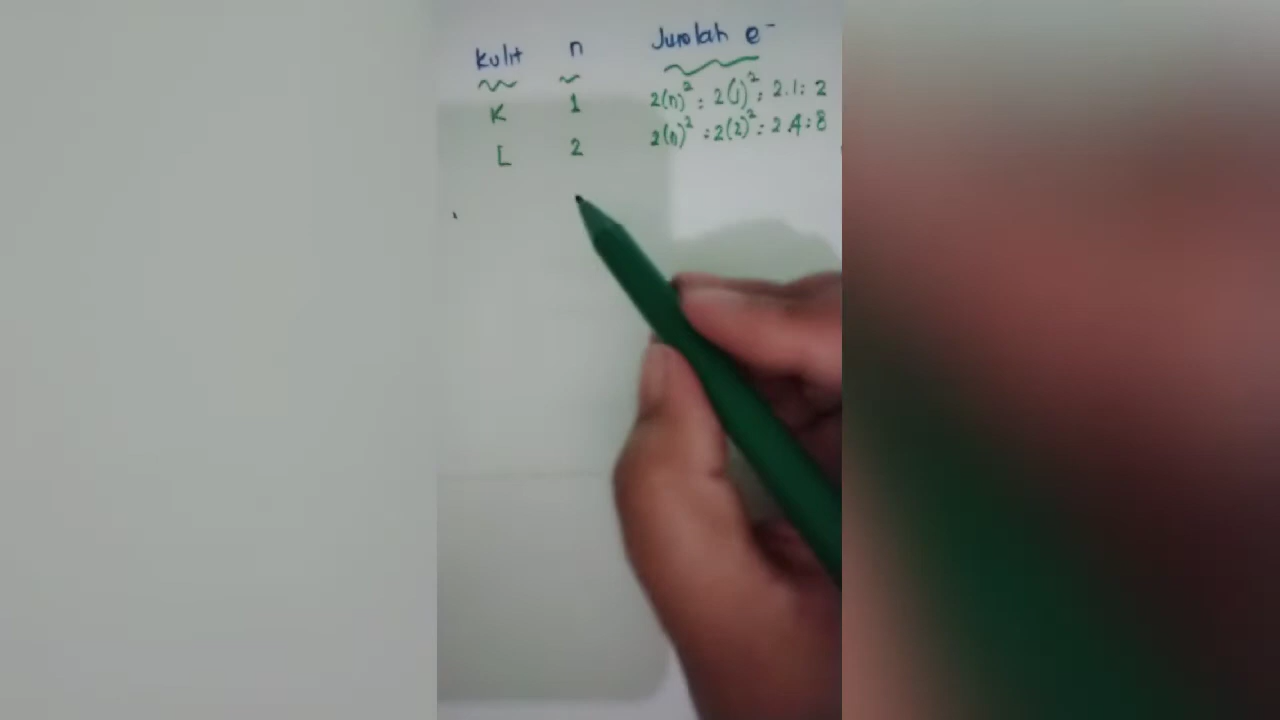 Kulit n Jumlah e⁻
K 1 2(n)² = 2(1)² = 2.1 = 2
L 2 2(n)² = 2(2)² = 2.4 = 8